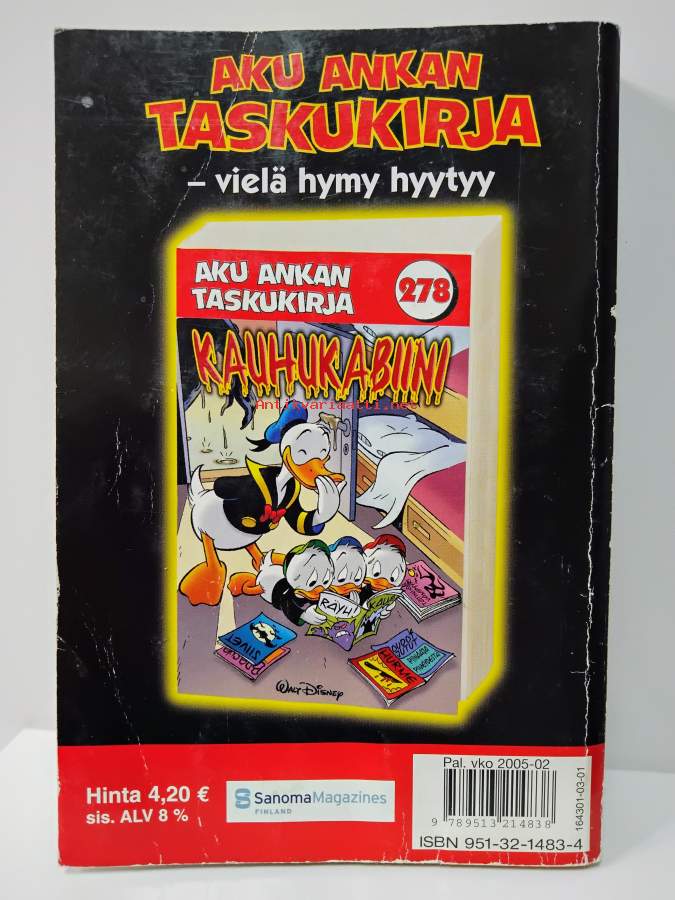 AKU ANKAN
TASKUKIRJA
– vielä hymy hyytyy
AKU ANKAN
TASKUKIRJA
278
KAUHUKABIINI
Antikvariaatti.net
RAYH!
KAUH
HURME
WALT DISNEY
Hinta 4,20 €
sis. ALV 8 %
SanomaMagazines
FINLAND
Pal. vko 2005-02
9 789513 214838
164301-03-01
ISBN 951-32-1483-4